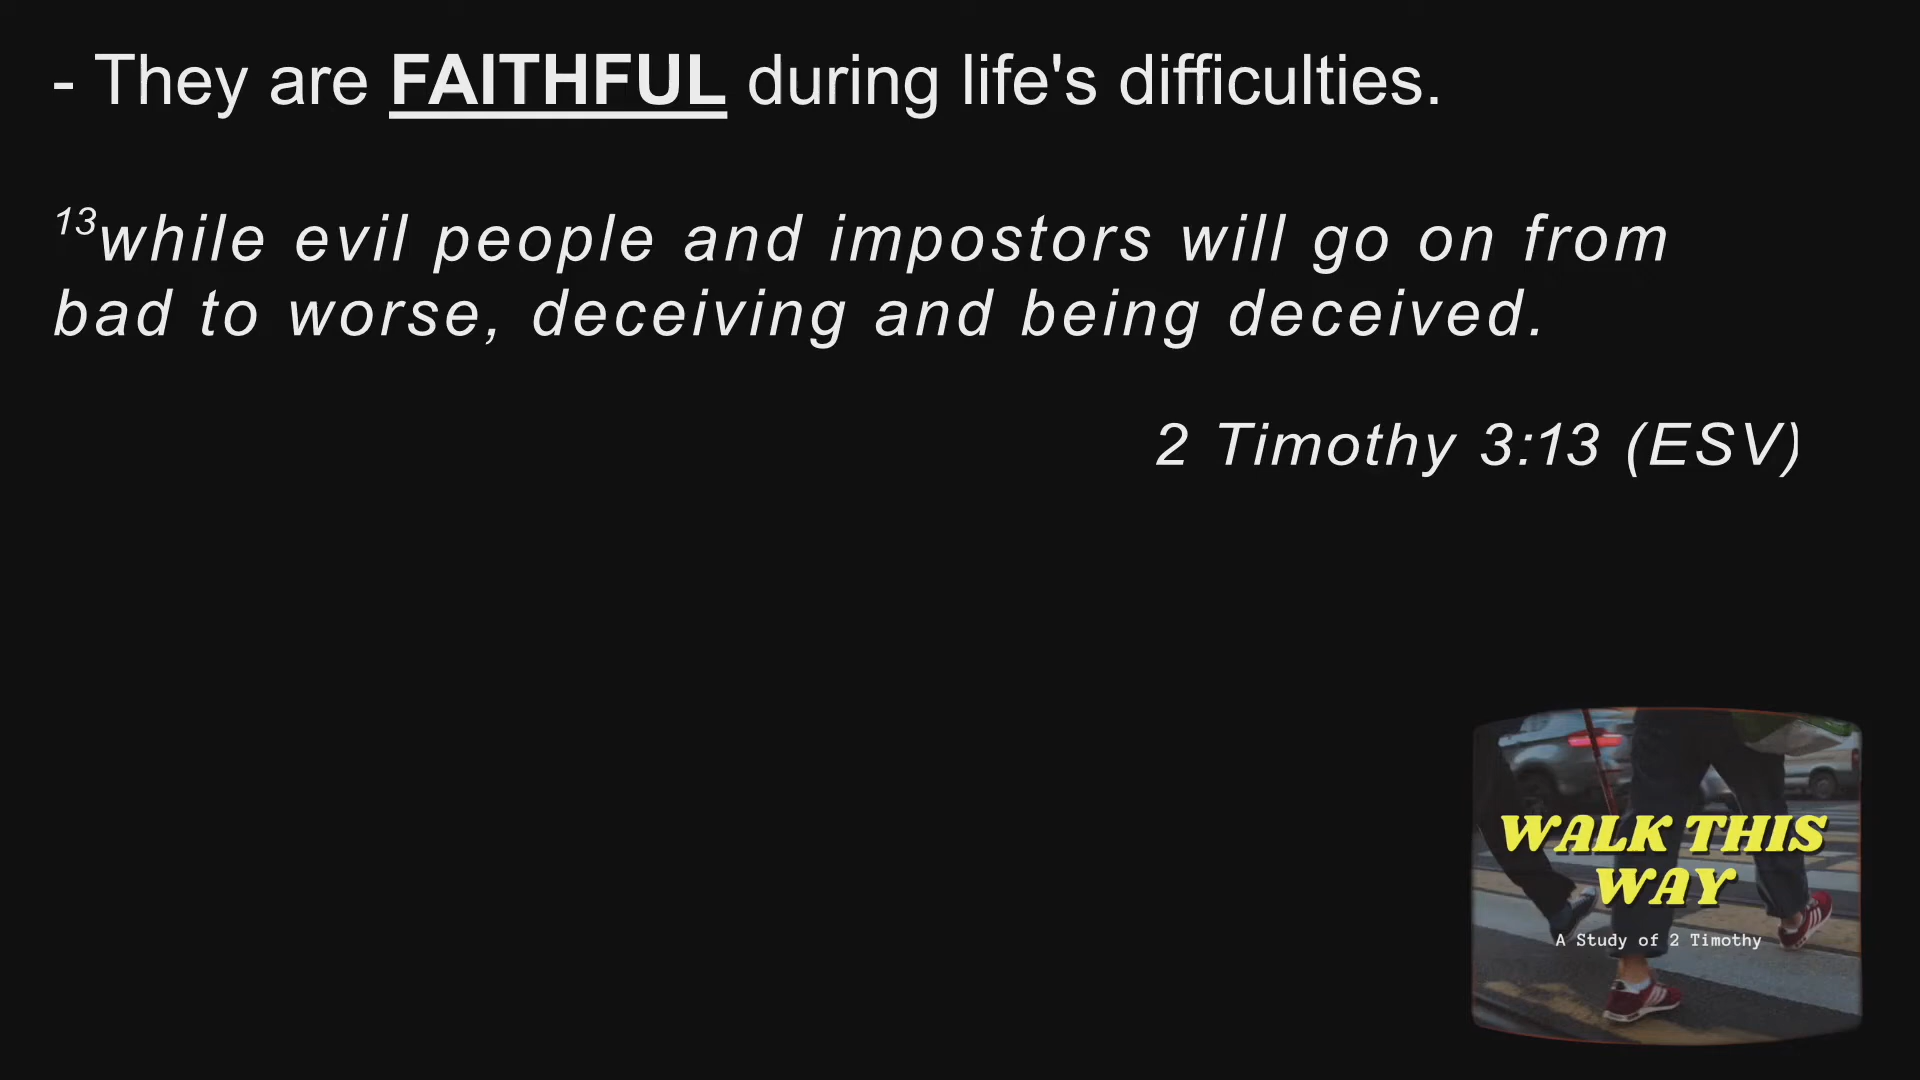 - They are FAITHFUL during life's difficulties.
13while evil people and impostors will go on from
bad to worse, deceiving and being deceived.
2 Timothy 3:13 (ESV)
WALK THIS
WAY
A Study of 2 Timothy